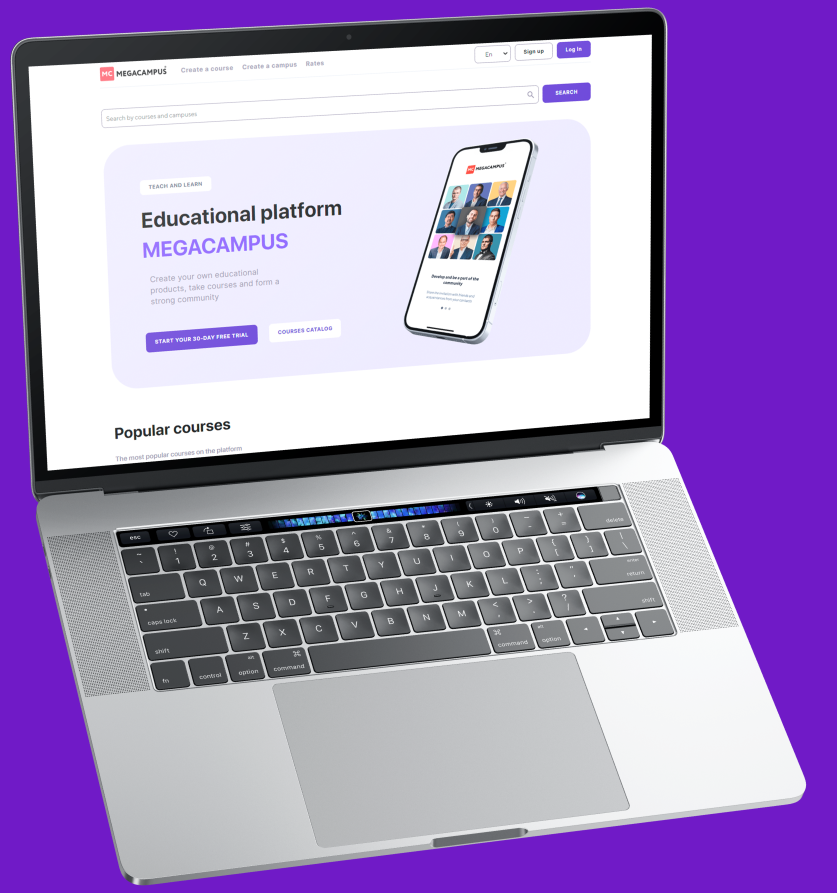 MC MEGACAMPUS Create a course Create a campus Rates En Sign up Log in
Search by courses and campuses SEARCH
TEACH AND LEARN
Educational platform
MEGACAMPUS
Create your own educational
products, take courses and form a
strong community
START YOUR 30-DAY FREE TRIAL COURSES CATALOG
MC MEGACAMPUS
Develop and be a part of the
community
Popular courses
The most popular courses on the platform
esc
~ ! @ # $ % ^ & * ( ) _ + delete
` 1 2 3 4 5 6 7 8 9 0 - =
tab Q W E R T Y U I O P { [ } ] | \
caps lock A S D F G H J K L : ; " ' return
shift Z X C V B N M < , > . ? / shift
fn control alt option ⌘ command ⌘ command alt option